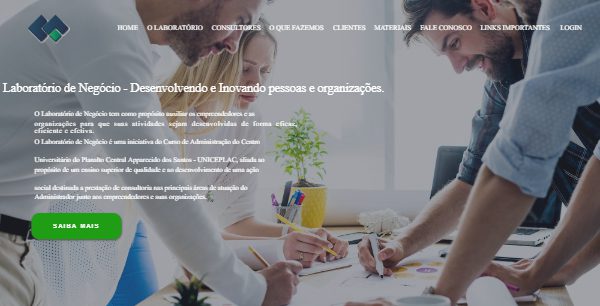 HOME O LABORATÓRIO CONSULTORES O QUE FAZEMOS CLIENTES MATERIAIS FALE CONOSCO LINKS IMPORTANTES LOGIN
Laboratório de Negócio - Desenvolvendo e Inovando pessoas e organizações.
O Laboratório de Negócio tem como propósito auxiliar os empreendedores e as
organizações para que suas atividades sejam desenvolvidas de forma eficaz,
eficiente e efetiva.
O Laboratório de Negócio é uma iniciativa do Curso de Administração do Centro
Universitário do Planalto Central Apparecido dos Santos - UNICEPLAC, aliada ao
propósito de um ensino superior de qualidade e ao desenvolvimento de uma ação
social destinada a prestação de consultoria nas principais áreas de atuação do
Administrador junto aos empreendedores e suas organizações.
SAIBA MAIS